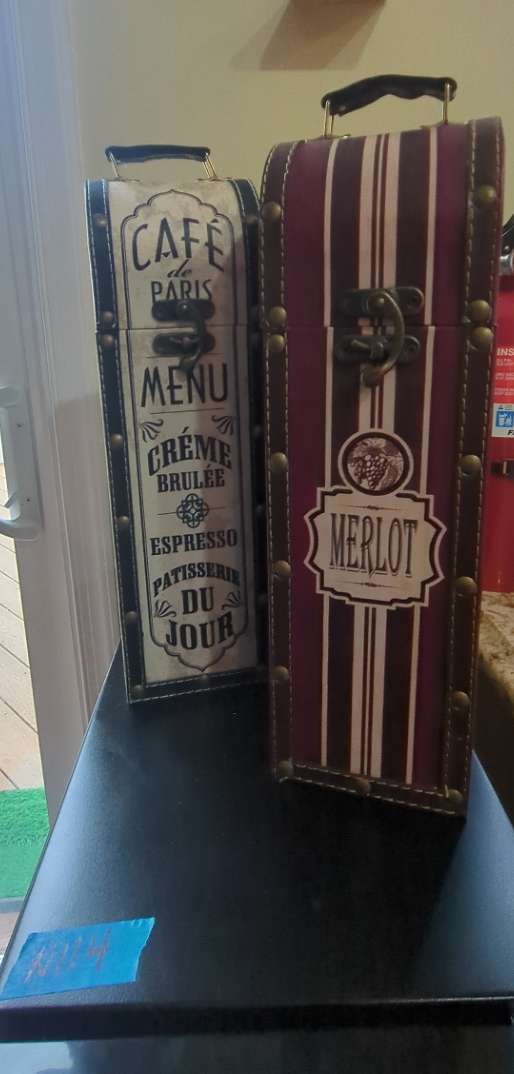 CAFÉ
de
PARIS
MENU
CRÉME
BRULÉE
ESPRESSO
PATISSERIE
DU
JOUR
MERLOT